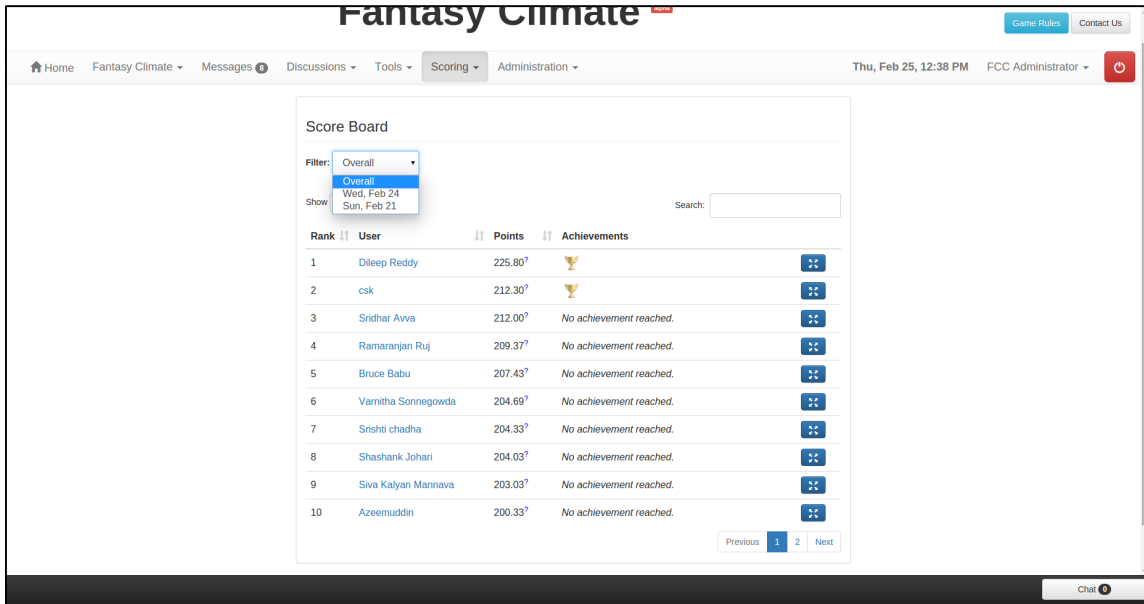 Fantasy Climate alpha
Game Rules Contact Us
Home Fantasy Climate Messages 8 Discussions Tools Scoring Administration Thu, Feb 25, 12:38 PM FCC Administrator
Score Board
Filter: Overall
Overall
Wed, Feb 24
Sun, Feb 21
Show Search:
Rank User Points Achievements
1 Dileep Reddy 225.80?
2 csk 212.30?
3 Sridhar Avva 212.00? No achievement reached.
4 Ramaranjan Ruj 209.37? No achievement reached.
5 Bruce Babu 207.43? No achievement reached.
6 Varnitha Sonnegowda 204.69? No achievement reached.
7 Srishti chadha 204.33? No achievement reached.
8 Shashank Johari 204.03? No achievement reached.
9 Siva Kalyan Mannava 203.03? No achievement reached.
10 Azeemuddin 200.33? No achievement reached.
Previous 1 2 Next
Chat 0